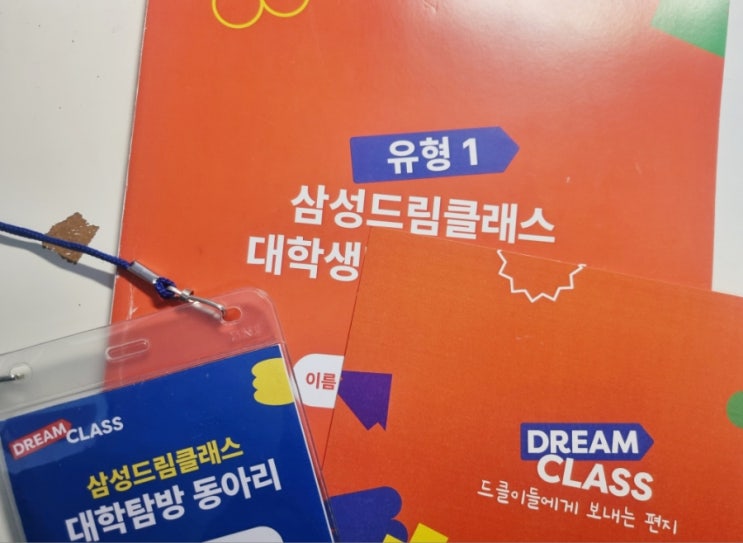 유형 1
삼성드림클래스
대학생
이름
DREAM CLASS
삼성드림클래스
대학탐방 동아리
DREAM
CLASS
드클이들에게 보내는 편지